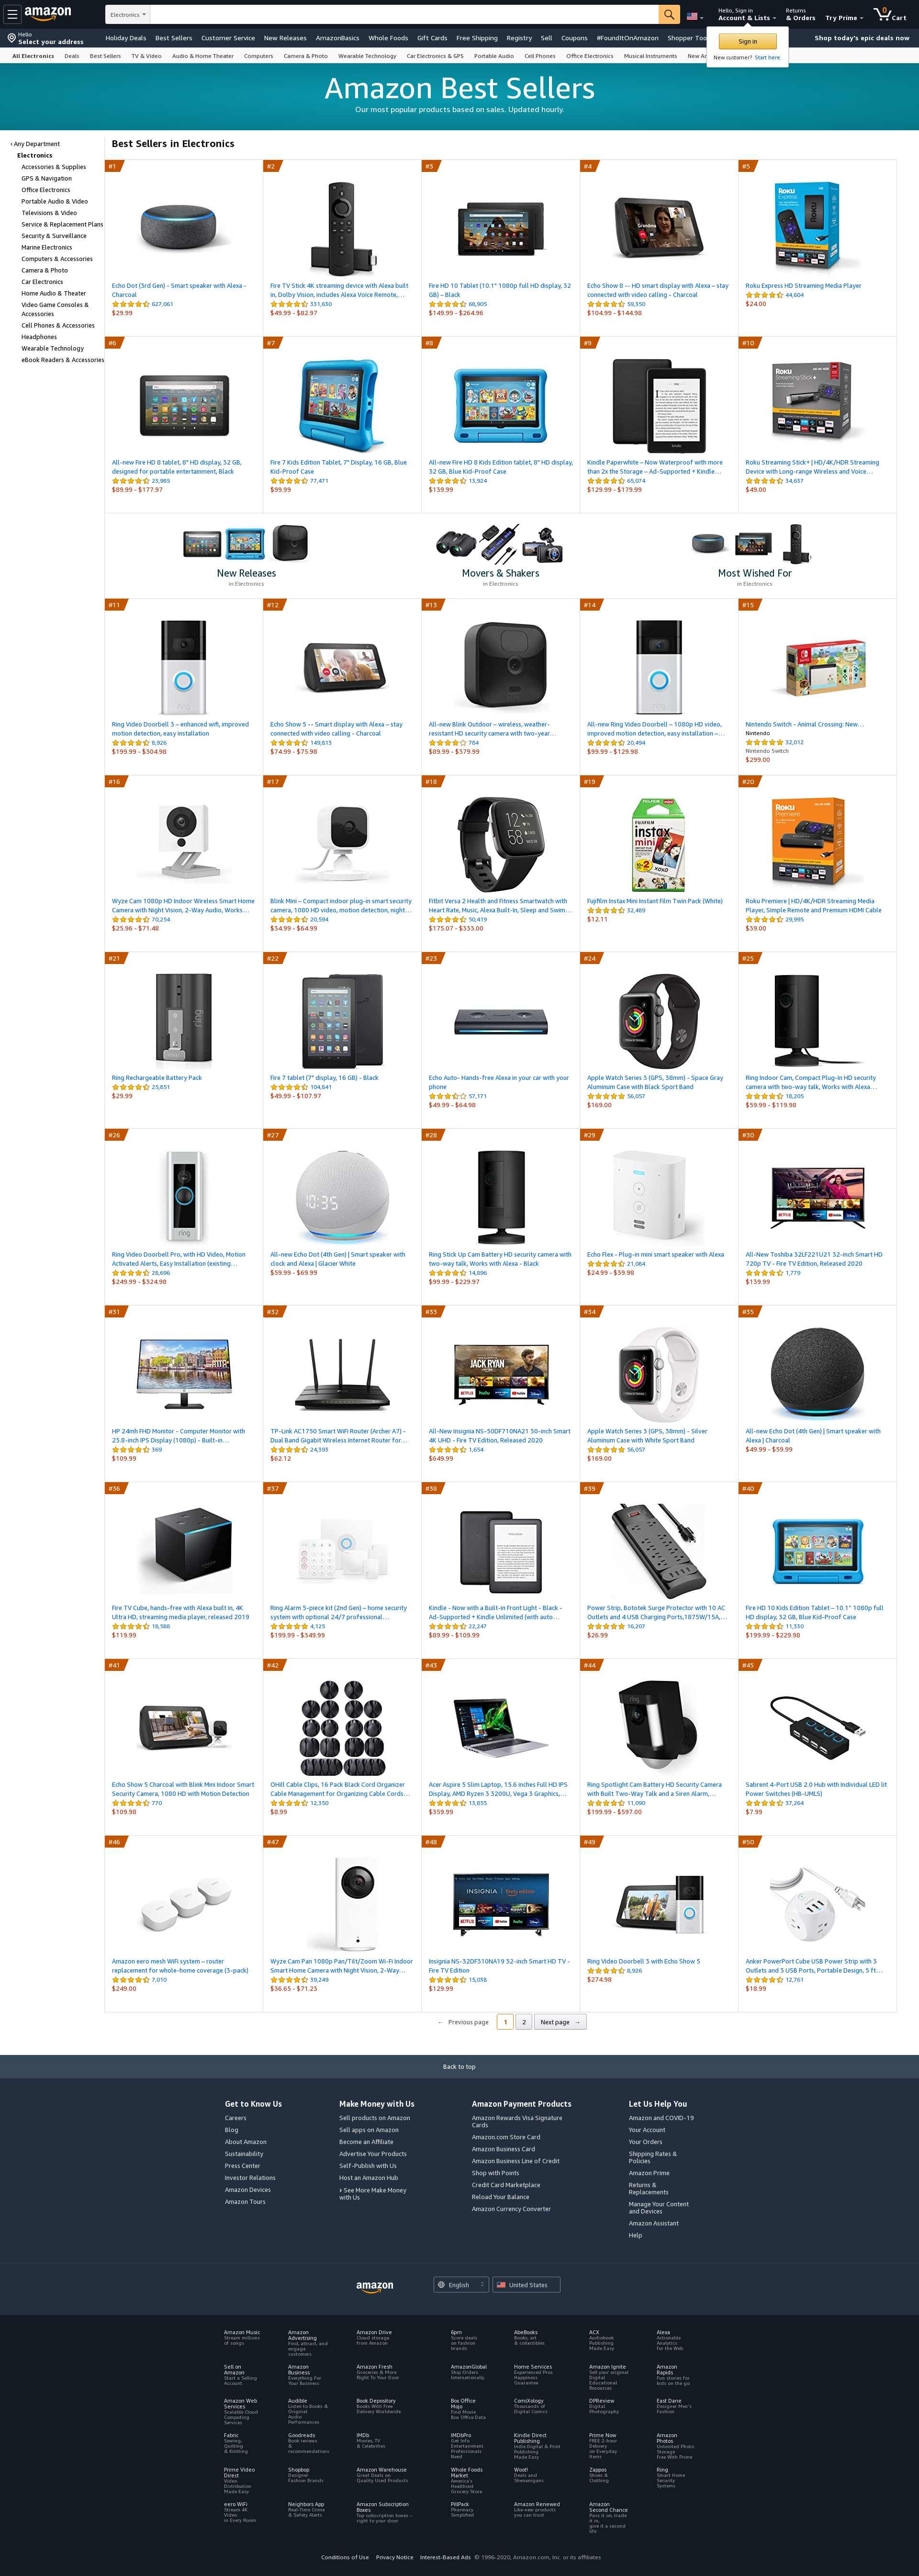 amazon
Electronics
Hello, Sign in
Account & Lists
Returns
& Orders
Try Prime
0
Cart
Hello
Select your address
Holiday Deals
Best Sellers
Customer Service
New Releases
AmazonBasics
Whole Foods
Gift Cards
Free Shipping
Registry
Sell
Coupons
#FoundItOnAmazon
Shopper Too
Shop today's epic deals now
Sign in
New customer? Start here.
All Electronics
Deals
Best Sellers
TV & Video
Audio & Home Theater
Computers
Camera & Photo
Wearable Technology
Car Electronics & GPS
Portable Audio
Cell Phones
Office Electronics
Musical Instruments
New Ar
Amazon Best Sellers
Our most popular products based on sales. Updated hourly.
‹ Any Department
Electronics
Accessories & Supplies
GPS & Navigation
Office Electronics
Portable Audio & Video
Televisions & Video
Service & Replacement Plans
Security & Surveillance
Marine Electronics
Computers & Accessories
Camera & Photo
Car Electronics
Home Audio & Theater
Video Game Consoles &
Accessories
Cell Phones & Accessories
Headphones
Wearable Technology
eBook Readers & Accessories
Best Sellers in Electronics
#1
Echo Dot (3rd Gen) - Smart speaker with Alexa -
Charcoal
627,061
$29.99
#2
Fire TV Stick 4K streaming device with Alexa built
in, Dolby Vision, includes Alexa Voice Remote,…
331,630
$49.99 - $82.97
#3
Fire HD 10 Tablet (10.1" 1080p full HD display, 32
GB) – Black
68,905
$149.99 - $264.96
#4
Echo Show 8 -- HD smart display with Alexa – stay
connected with video calling - Charcoal
59,350
$104.99 - $144.98
#5
Roku Express HD Streaming Media Player
44,604
$24.00
#6
All-new Fire HD 8 tablet, 8" HD display, 32 GB,
designed for portable entertainment, Black
23,965
$89.99 - $177.97
#7
Fire 7 Kids Edition Tablet, 7" Display, 16 GB, Blue
Kid-Proof Case
77,471
$99.99
#8
All-new Fire HD 8 Kids Edition tablet, 8" HD display,
32 GB, Blue Kid-Proof Case
13,924
$139.99
#9
Kindle Paperwhite – Now Waterproof with more
than 2x the Storage – Ad-Supported + Kindle…
65,074
$129.99 - $179.99
#10
Roku Streaming Stick+ | HD/4K/HDR Streaming
Device with Long-range Wireless and Voice…
34,637
$49.00
New Releases
in Electronics
Movers & Shakers
in Electronics
Most Wished For
in Electronics
#11
Ring Video Doorbell 3 – enhanced wifi, improved
motion detection, easy installation
8,926
$199.99 - $304.98
#12
Echo Show 5 -- Smart display with Alexa – stay
connected with video calling - Charcoal
149,813
$74.99 - $75.98
#13
All-new Blink Outdoor – wireless, weather-
resistant HD security camera with two-year…
784
$89.99 - $379.99
#14
All-new Ring Video Doorbell – 1080p HD video,
improved motion detection, easy installation –…
20,494
$99.99 - $129.98
#15
Nintendo Switch - Animal Crossing: New…
Nintendo
32,012
Nintendo Switch
$299.00
#16
Wyze Cam 1080p HD Indoor Wireless Smart Home
Camera with Night Vision, 2-Way Audio, Works…
70,254
$25.96 - $71.48
#17
Blink Mini – Compact indoor plug-in smart security
camera, 1080 HD video, motion detection, night…
20,594
$34.99 - $64.99
#18
Fitbit Versa 2 Health and Fitness Smartwatch with
Heart Rate, Music, Alexa Built-In, Sleep and Swim…
50,419
$175.07 - $333.00
#19
Fujifilm Instax Mini Instant Film Twin Pack (White)
32,469
$12.11
#20
Roku Premiere | HD/4K/HDR Streaming Media
Player, Simple Remote and Premium HDMI Cable
29,995
$39.00
#21
Ring Rechargeable Battery Pack
25,851
$29.99
#22
Fire 7 tablet (7" display, 16 GB) - Black
104,841
$49.99 - $107.97
#23
Echo Auto- Hands-free Alexa in your car with your
phone
57,171
$49.99 - $64.98
#24
Apple Watch Series 3 (GPS, 38mm) - Space Gray
Aluminum Case with Black Sport Band
56,057
$169.00
#25
Ring Indoor Cam, Compact Plug-In HD security
camera with two-way talk, Works with Alexa…
18,205
$59.99 - $119.98
#26
Ring Video Doorbell Pro, with HD Video, Motion
Activated Alerts, Easy Installation (existing…
28,696
$249.99 - $324.98
#27
All-new Echo Dot (4th Gen) | Smart speaker with
clock and Alexa | Glacier White
$59.99 - $69.99
#28
Ring Stick Up Cam Battery HD security camera with
two-way talk, Works with Alexa - Black
14,896
$99.99 - $229.97
#29
Echo Flex - Plug-in mini smart speaker with Alexa
21,084
$24.99 - $39.98
#30
All-New Toshiba 32LF221U21 32-inch Smart HD
720p TV - Fire TV Edition, Released 2020
1,779
$139.99
#31
HP 24mh FHD Monitor - Computer Monitor with
23.8-inch IPS Display (1080p) - Built-in…
369
$109.99
#32
TP-Link AC1750 Smart WiFi Router (Archer A7) -
Dual Band Gigabit Wireless Internet Router for…
24,393
$62.12
#33
All-New Insignia NS-50DF710NA21 50-inch Smart
4K UHD - Fire TV Edition, Released 2020
1,654
$649.99
#34
Apple Watch Series 3 (GPS, 38mm) - Silver
Aluminum Case with White Sport Band
56,057
$169.00
#35
All-new Echo Dot (4th Gen) | Smart speaker with
Alexa | Charcoal
$49.99 - $59.99
#36
Fire TV Cube, hands-free with Alexa built in, 4K
Ultra HD, streaming media player, released 2019
18,588
$119.99
#37
Ring Alarm 5-piece kit (2nd Gen) – home security
system with optional 24/7 professional…
4,125
$199.99 - $349.99
#38
Kindle - Now with a Built-in Front Light - Black -
Ad-Supported + Kindle Unlimited (with auto…
22,247
$89.99 - $109.99
#39
Power Strip, Bototek Surge Protector with 10 AC
Outlets and 4 USB Charging Ports,1875W/15A,…
16,207
$26.99
#40
Fire HD 10 Kids Edition Tablet – 10.1" 1080p full
HD display, 32 GB, Blue Kid-Proof Case
11,330
$199.99 - $229.98
#41
Echo Show 5 Charcoal with Blink Mini Indoor Smart
Security Camera, 1080 HD with Motion Detection
770
$109.98
#42
OHill Cable Clips, 16 Pack Black Cord Organizer
Cable Management for Organizing Cable Cords…
12,350
$8.99
#43
Acer Aspire 5 Slim Laptop, 15.6 inches Full HD IPS
Display, AMD Ryzen 3 3200U, Vega 3 Graphics,…
13,855
$359.99
#44
Ring Spotlight Cam Battery HD Security Camera
with Built Two-Way Talk and a Siren Alarm,…
11,090
$199.99 - $597.00
#45
Sabrent 4-Port USB 2.0 Hub with Individual LED lit
Power Switches (HB-UMLS)
37,264
$7.99
#46
Amazon eero mesh WiFi system – router
replacement for whole-home coverage (3-pack)
7,010
$249.00
#47
Wyze Cam Pan 1080p Pan/Tilt/Zoom Wi-Fi Indoor
Smart Home Camera with Night Vision, 2-Way…
39,249
$36.65 - $71.23
#48
Insignia NS-32DF310NA19 32-inch Smart HD TV -
Fire TV Edition
15,038
$129.99
#49
Ring Video Doorbell 3 with Echo Show 5
8,926
$274.98
#50
Anker PowerPort Cube USB Power Strip with 3
Outlets and 3 USB Ports, Portable Design, 5 ft…
12,761
$18.99
← Previous page 1 2 Next page →
Back to top
Get to Know Us
Careers
Blog
About Amazon
Sustainability
Press Center
Investor Relations
Amazon Devices
Amazon Tours
Make Money with Us
Sell products on Amazon
Sell apps on Amazon
Become an Affiliate
Advertise Your Products
Self-Publish with Us
Host an Amazon Hub
› See More Make Money
with Us
Amazon Payment Products
Amazon Rewards Visa Signature
Cards
Amazon.com Store Card
Amazon Business Card
Amazon Business Line of Credit
Shop with Points
Credit Card Marketplace
Reload Your Balance
Amazon Currency Converter
Let Us Help You
Amazon and COVID-19
Your Account
Your Orders
Shipping Rates &
Policies
Amazon Prime
Returns &
Replacements
Manage Your Content
and Devices
Amazon Assistant
Help
amazon
English
United States
Amazon Music
Stream millions
of songs
Amazon
Advertising
Find, attract, and
engage
customers
Amazon Drive
Cloud storage
from Amazon
6pm
Score deals
on fashion
brands
AbeBooks
Books, art
& collectibles
ACX
Audiobook
Publishing
Made Easy
Alexa
Actionable
Analytics
for the Web
Sell on
Amazon
Start a Selling
Account
Amazon
Business
Everything For
Your Business
Amazon Fresh
Groceries & More
Right To Your Door
AmazonGlobal
Ship Orders
Internationally
Home Services
Experienced Pros
Happiness
Guarantee
Amazon Ignite
Sell your original
Digital
Educational
Resources
Amazon
Rapids
Fun stories for
kids on the go
Amazon Web
Services
Scalable Cloud
Computing
Services
Audible
Listen to Books &
Original
Audio
Performances
Book Depository
Books With Free
Delivery Worldwide
Box Office
Mojo
Find Movie
Box Office Data
ComiXology
Thousands of
Digital Comics
DPReview
Digital
Photography
East Dane
Designer Men's
Fashion
Fabric
Sewing,
Quilting
& Knitting
Goodreads
Book reviews
&
recommendations
IMDb
Movies, TV
& Celebrities
IMDbPro
Get Info
Entertainment
Professionals
Need
Kindle Direct
Publishing
Indie Digital & Print
Publishing
Made Easy
Prime Now
FREE 2-hour
Delivery
on Everyday
Items
Amazon
Photos
Unlimited Photo
Storage
Free With Prime
Prime Video
Direct
Video
Distribution
Made Easy
Shopbop
Designer
Fashion Brands
Amazon Warehouse
Great Deals on
Quality Used Products
Whole Foods
Market
America's
Healthiest
Grocery Store
Woot!
Deals and
Shenanigans
Zappos
Shoes &
Clothing
Ring
Smart Home
Security
Systems
eero WiFi
Stream 4K
Video
in Every Room
Neighbors App
Real-Time Crime
& Safety Alerts
Amazon Subscription
Boxes
Top subscription boxes –
right to your door
PillPack
Pharmacy
Simplified
Amazon Renewed
Like-new products
you can trust
Amazon
Second Chance
Pass it on, trade
it in,
give it a second
life
Conditions of Use Privacy Notice Interest-Based Ads © 1996-2020, Amazon.com, Inc. or its affiliates